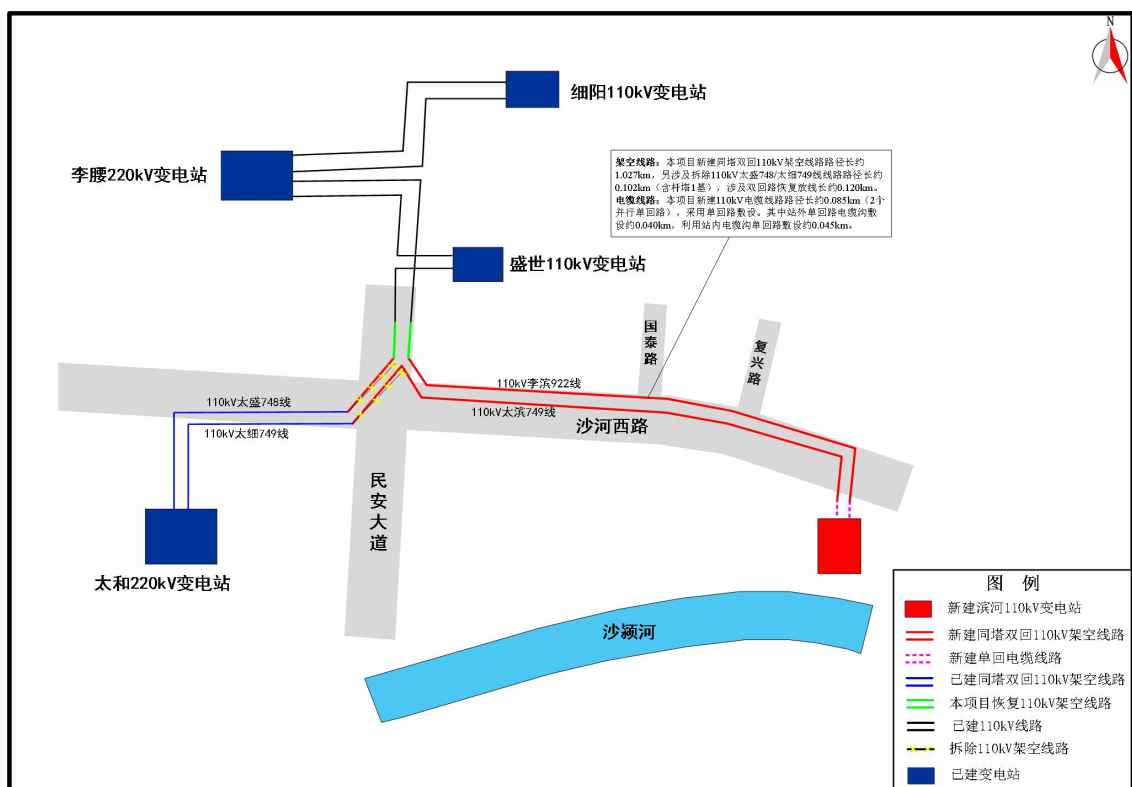 N
细阳110kV变电站
李腰220kV变电站
架空线路：本项目新建同塔双回110kV架空线路路径长约
1.027km，另涉及拆除110kV太盛748/太细749线线路路径长约
0.102km（含杆塔1基），涉及双回路恢复放线长约0.120km。
电缆线路：本项目新建110kV电缆线路路径长约0.085km（2个
并行单回路），采用单回路敷设。其中站外单回路电缆沟敷
设约0.040km，利用站内电缆沟单回路敷设约0.045km。
盛世110kV变电站
国泰路
复兴路
110kV李滨922线
110kV太盛748线
110kV太滨749线
沙河西路
110kV太细749线
民安大道
太和220kV变电站
沙颍河
图 例
新建滨河110kV变电站
新建同塔双回110kV架空线路
新建单回电缆线路
已建同塔双回110kV架空线路
本项目恢复110kV架空线路
已建110kV线路
拆除110kV架空线路
已建变电站